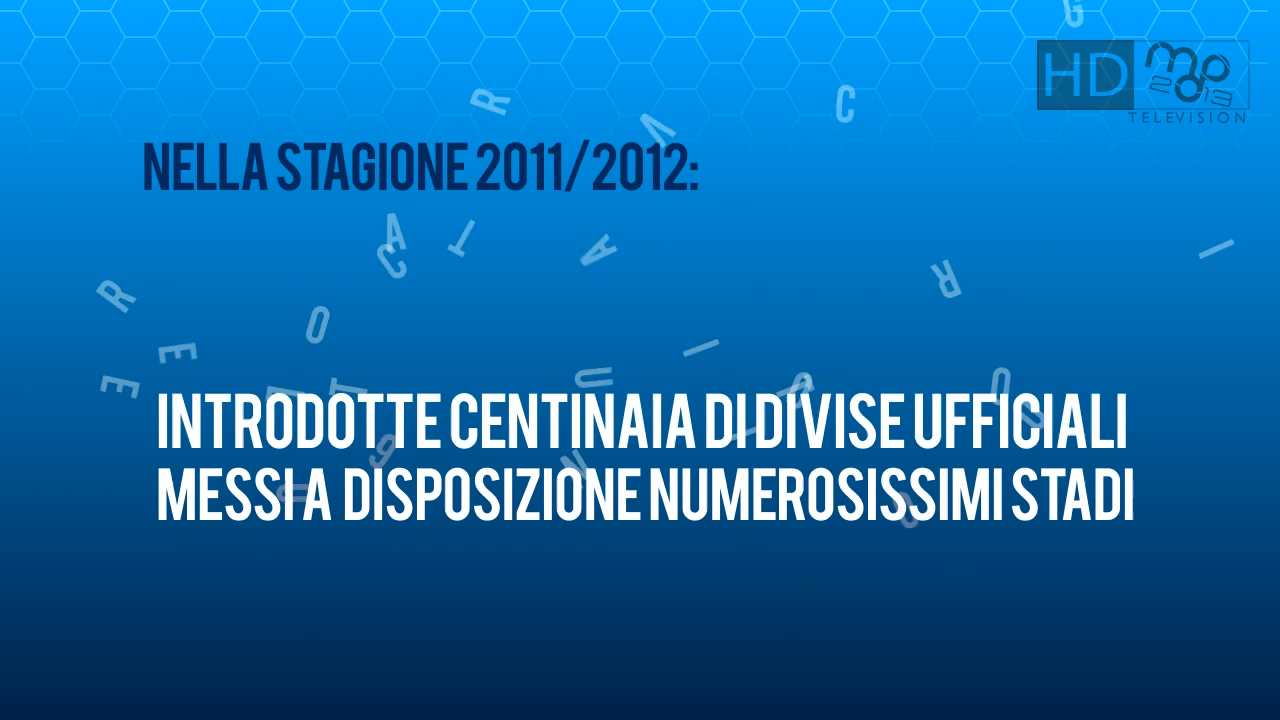 HD
TELEVISION
NELLA STAGIONE 2011/2012:
INTRODOTTE CENTINAIA DI DIVISE UFFICIALI
MESSI A DISPOSIZIONE NUMEROSISSIMI STADI